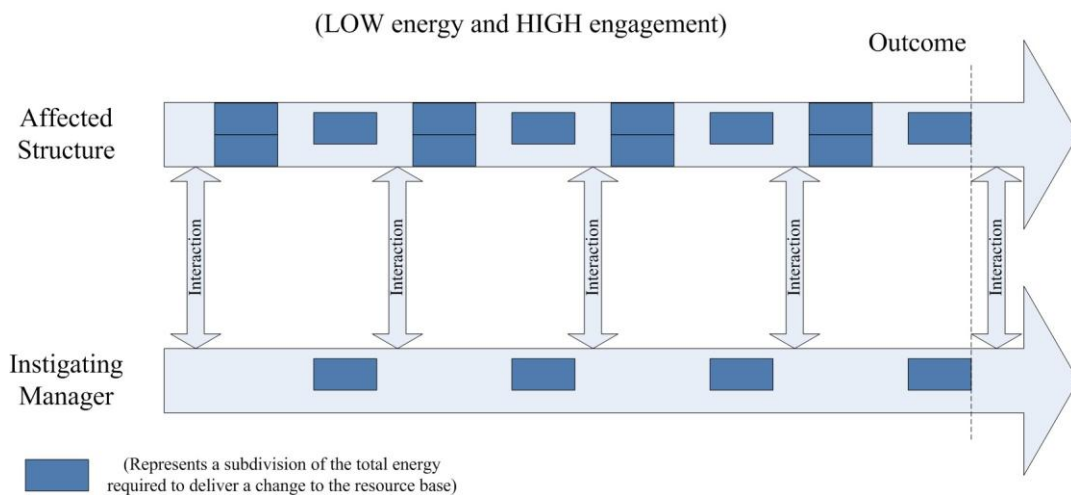 (LOW energy and HIGH engagement)
Outcome
Affected
Structure
Interaction
Interaction
Interaction
Interaction
Interaction
Instigating
Manager
(Represents a subdivision of the total energy
required to deliver a change to the resource base)